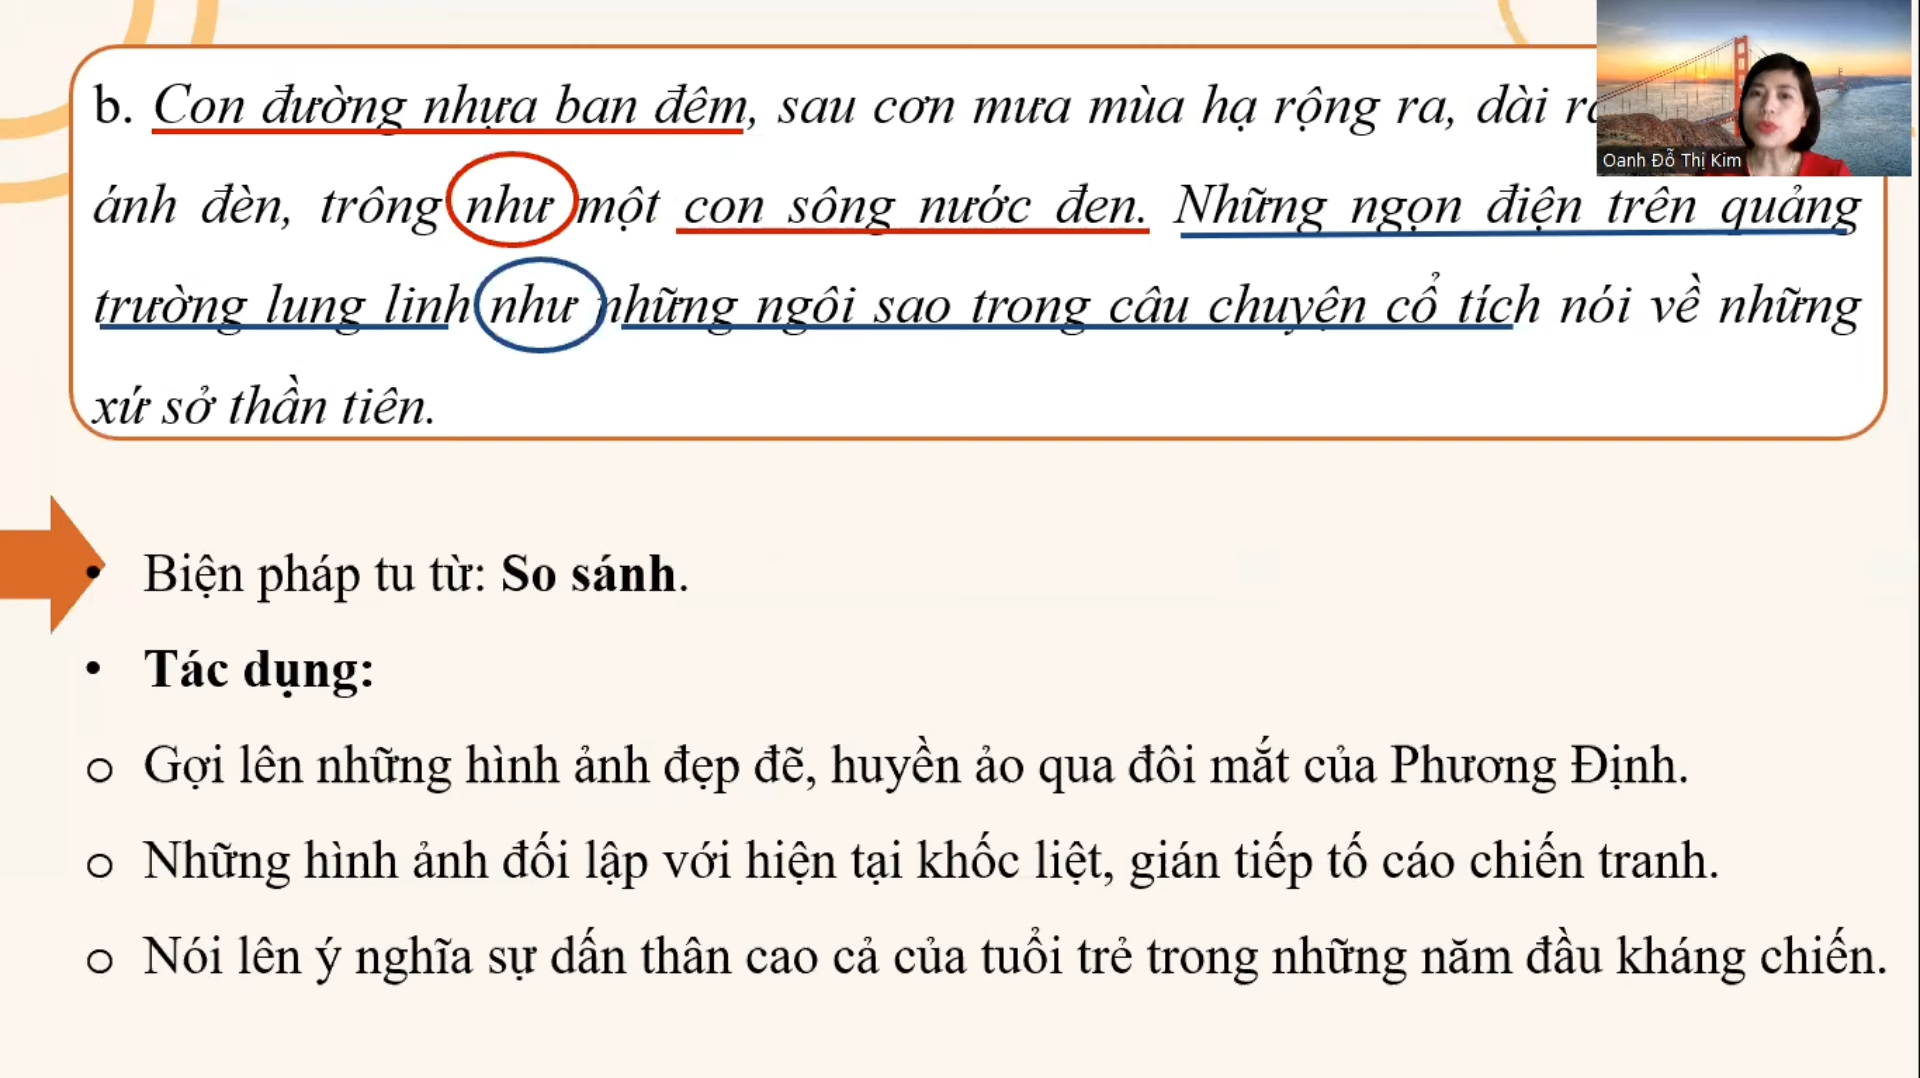 b. Con đường nhựa ban đêm, sau cơn mưa mùa hạ rộng ra, dài
Oanh Đỗ Thị Kim
ánh đèn, trông như một con sông nước đen. Những ngọn điện trên quảng
trường lung linh như những ngôi sao trong câu chuyện cổ tích nói về những
xứ sở thần tiên.
• Biện pháp tu từ: So sánh.
• Tác dụng:
o Gợi lên những hình ảnh đẹp đẽ, huyền ảo qua đôi mắt của Phương Định.
o Những hình ảnh đối lập với hiện tại khốc liệt, gián tiếp tố cáo chiến tranh.
o Nói lên ý nghĩa sự dấn thân cao cả của tuổi trẻ trong những năm đầu kháng chiến.